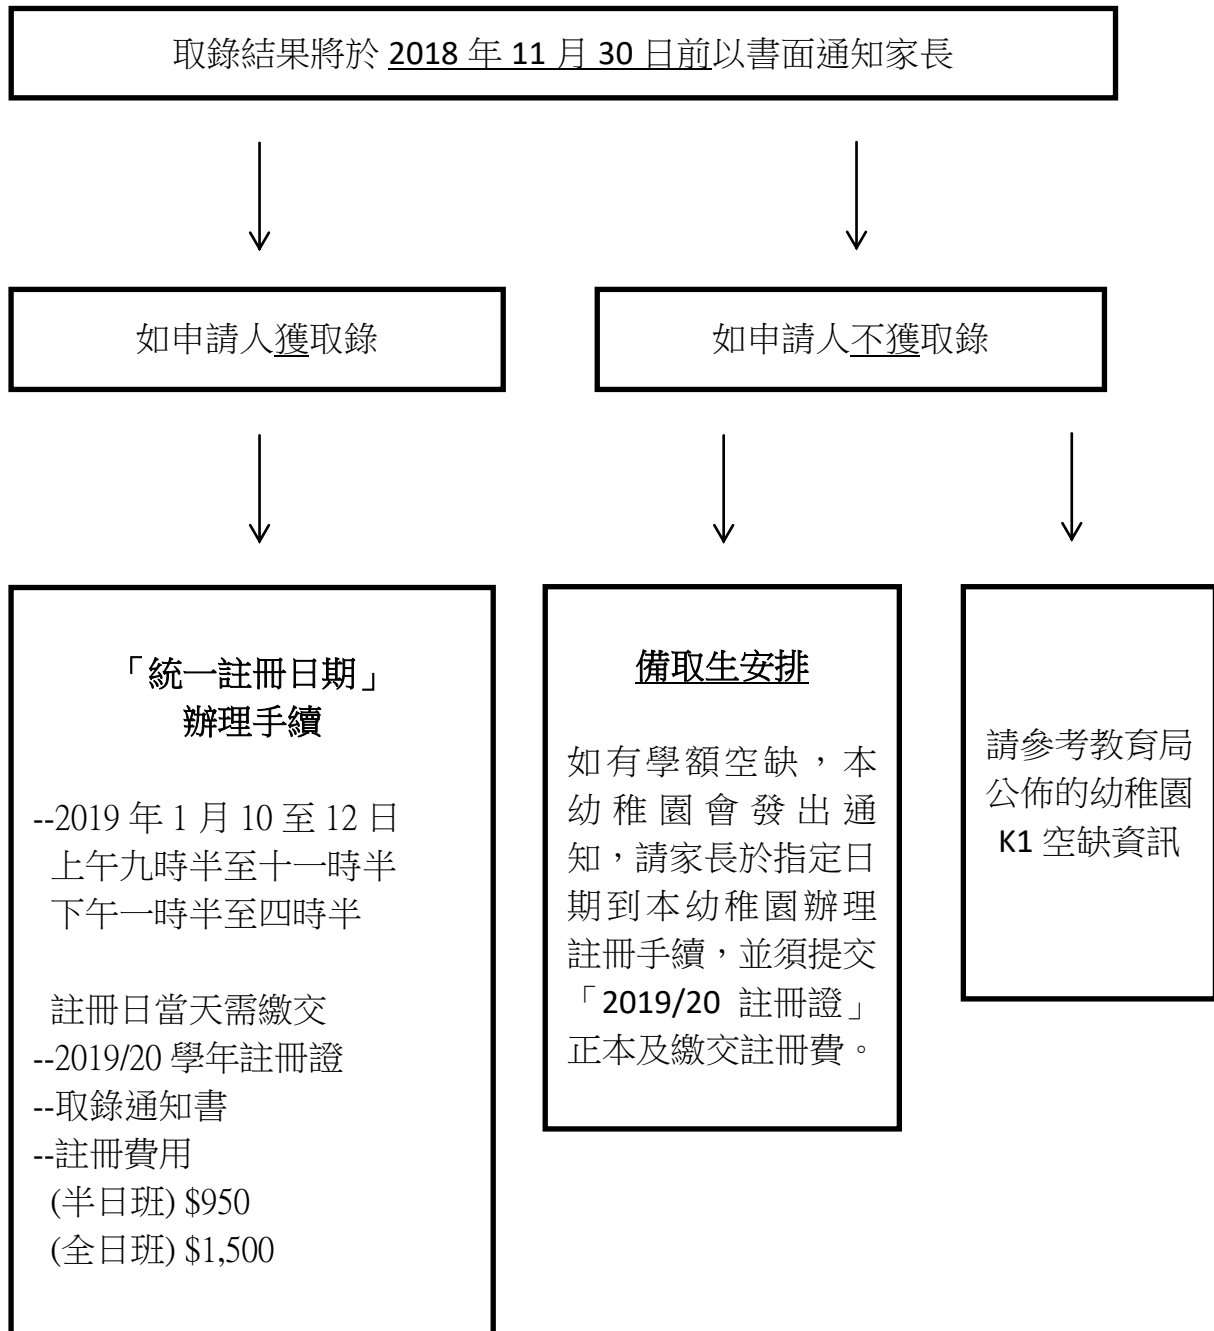 取錄結果將於 2018 年 11 月 30 日前以書面通知家長
如申請人獲取錄
如申請人不獲取錄
「統一註冊日期」
辦理手續
--2019 年 1 月 10 至 12 日
上午九時半至十一時半
下午一時半至四時半
註冊日當天需繳交
--2019/20 學年註冊證
--取錄通知書
--註冊費用
(半日班) $950
(全日班) $1,500
備取生安排
如有學額空缺，本
幼稚園會發出通
知，請家長於指定日
期到本幼稚園辦理
註冊手續，並須提交
「2019/20 註冊證」
正本及繳交註冊費。
請參考教育局
公佈的幼稚園
K1 空缺資訊